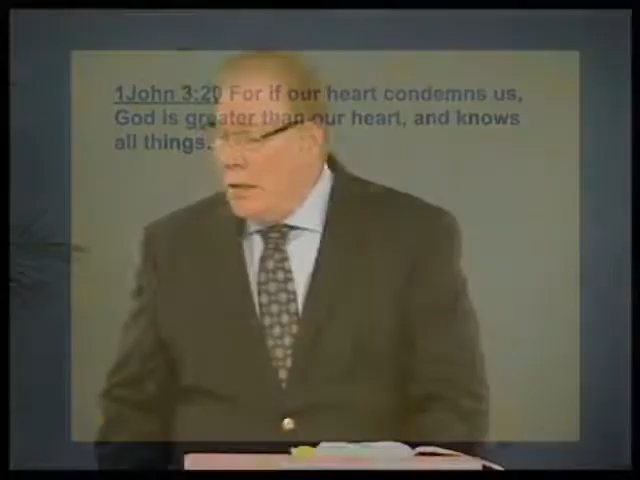 1John 3:20 For if our heart condemns us,
God is greater than our heart, and knows
all things.